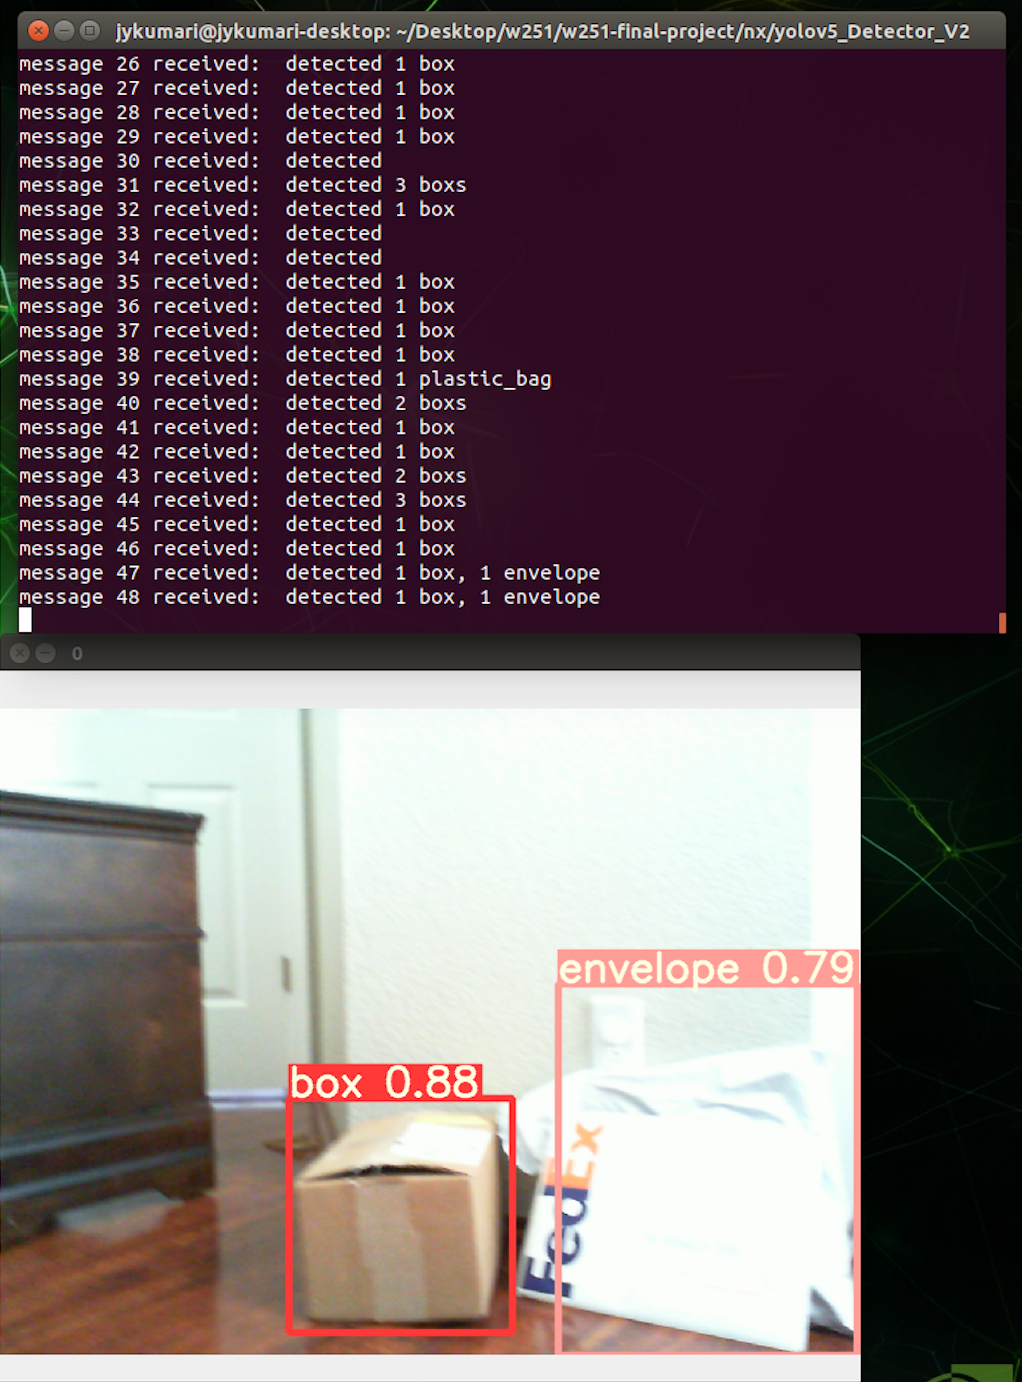 jykumari@jykumari-desktop: ~/Desktop/w251/w251-final-project/nx/yolov5_Detector_V2
message 26 received:  detected 1 box
message 27 received:  detected 1 box
message 28 received:  detected 1 box
message 29 received:  detected 1 box
message 30 received:  detected
message 31 received:  detected 3 boxs
message 32 received:  detected 1 box
message 33 received:  detected
message 34 received:  detected
message 35 received:  detected 1 box
message 36 received:  detected 1 box
message 37 received:  detected 1 box
message 38 received:  detected 1 box
message 39 received:  detected 1 plastic_bag
message 40 received:  detected 2 boxs
message 41 received:  detected 1 box
message 42 received:  detected 1 box
message 43 received:  detected 2 boxs
message 44 received:  detected 3 boxs
message 45 received:  detected 1 box
message 46 received:  detected 1 box
message 47 received:  detected 1 box, 1 envelope
message 48 received:  detected 1 box, 1 envelope
0
envelope 0.79
box 0.88
FedEx